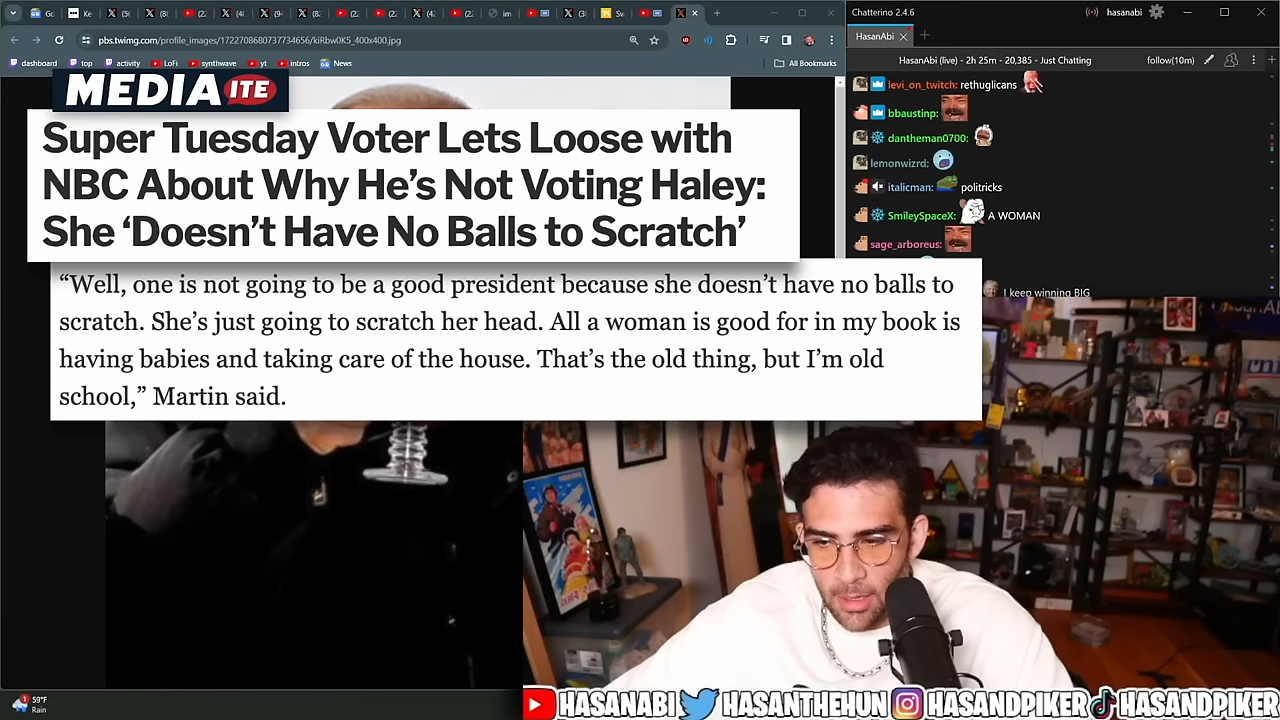 Chatterino 2.4.6
hasanabi
pbs.twimg.com/profile_images/1722708680737734656/kiRbw0K5_400x400.jpg
HasanAbi
dashboard
top
activity
LoFi
synthwave
yt
intros
News
All Bookmarks
HasanAbi (live) - 2h 25m - 20,385 - Just Chatting
follow(10m)
MEDIAITE
Super Tuesday Voter Lets Loose with
NBC About Why He’s Not Voting Haley:
She ‘Doesn’t Have No Balls to Scratch’
“Well, one is not going to be a good president because she doesn’t have no balls to
scratch. She’s just going to scratch her head. All a woman is good for in my book is
having babies and taking care of the house. That’s the old thing, but I’m old
school,” Martin said.
levi_on_twitch: rethuglicans
bbaustinp:
dantheman0700:
lemonwizrd:
italicman: politricks
SmileySpaceX: A WOMAN
sage_arboreus:
I keep winning BIG
59°F
Rain
HASANABI HASANTHEHUN HASANDPIKER HASANDPIKER